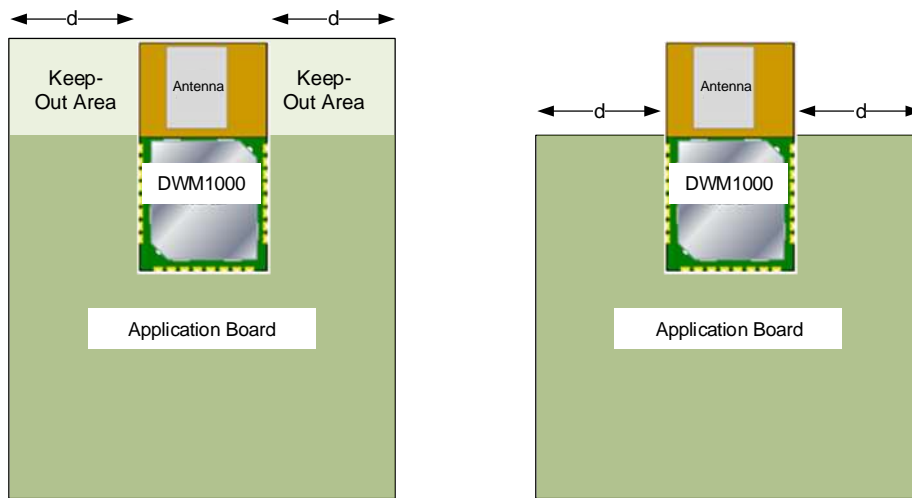 d
d
Keep-
Out Area
Antenna
Keep-
Out Area
DWM1000
Application Board
Antenna
d
d
DWM1000
Application Board